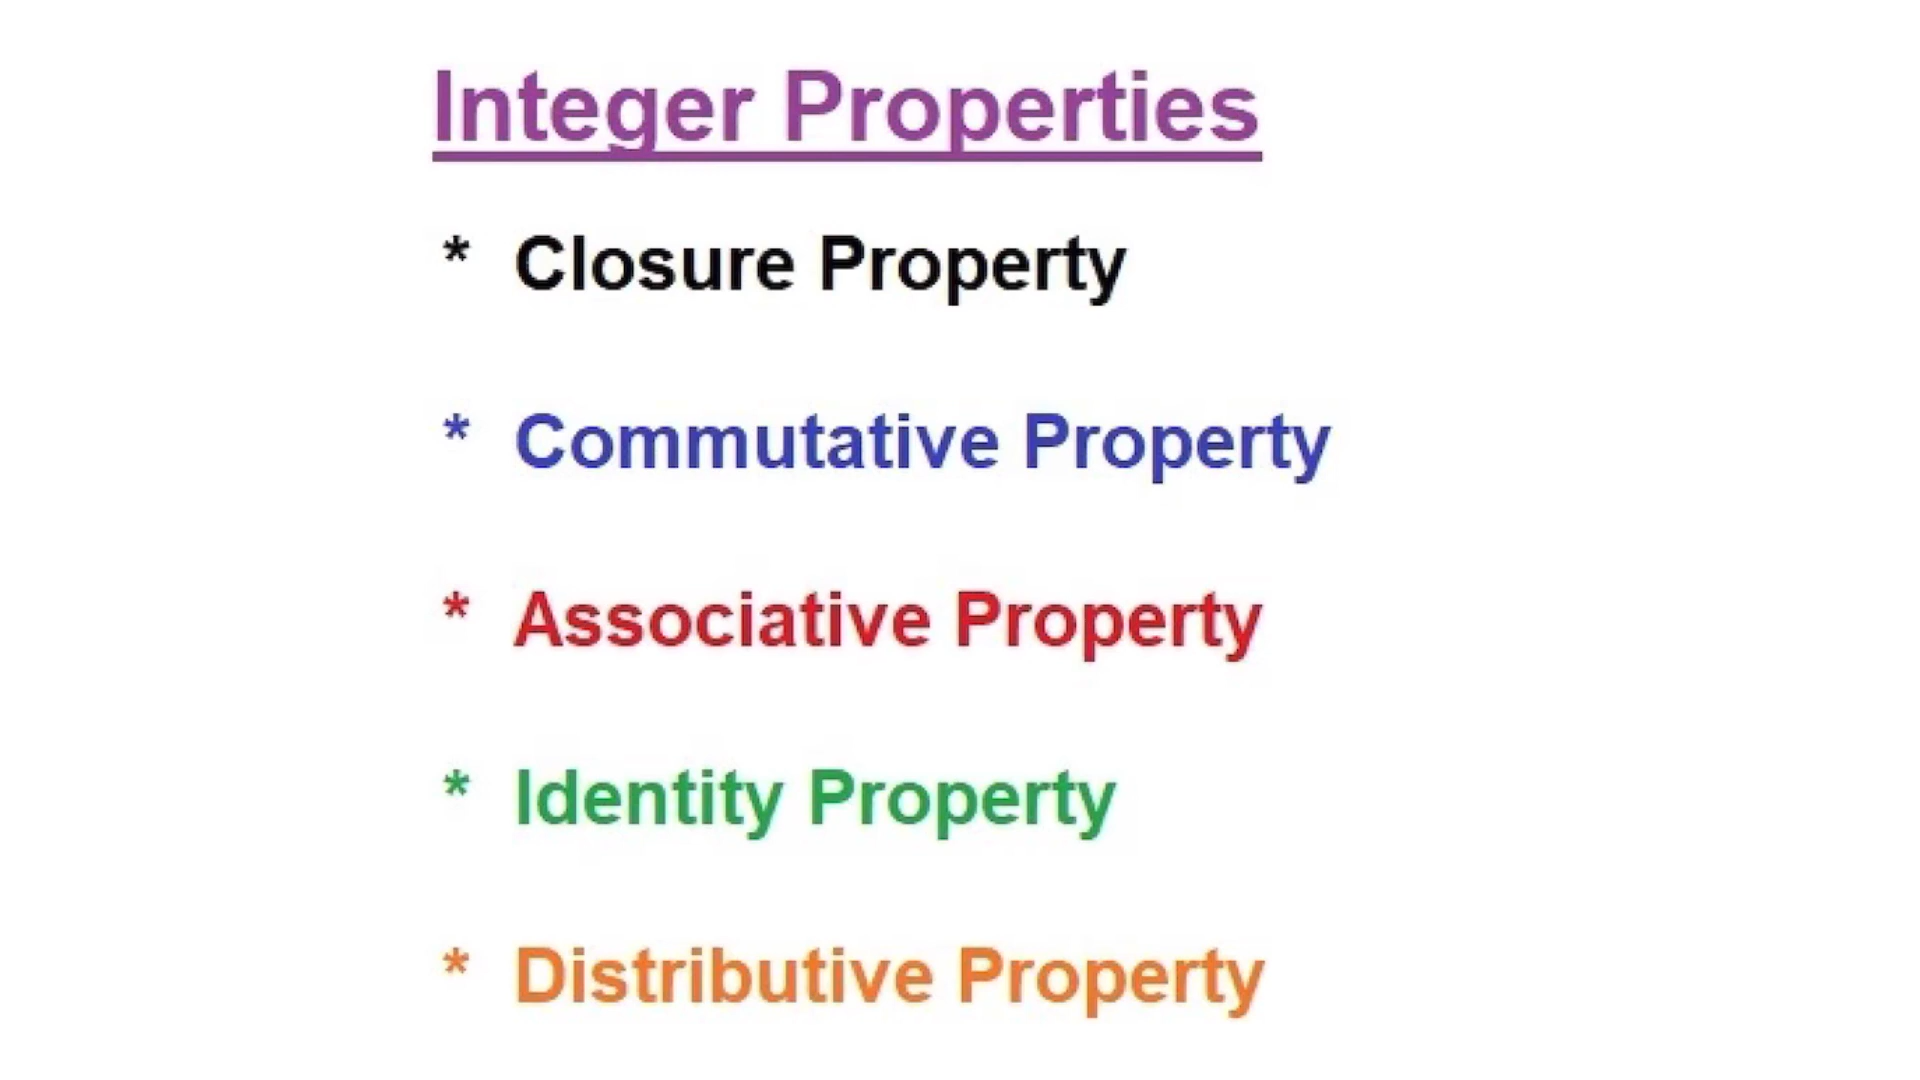 Integer Properties
* Closure Property
* Commutative Property
* Associative Property
* Identity Property
* Distributive Property